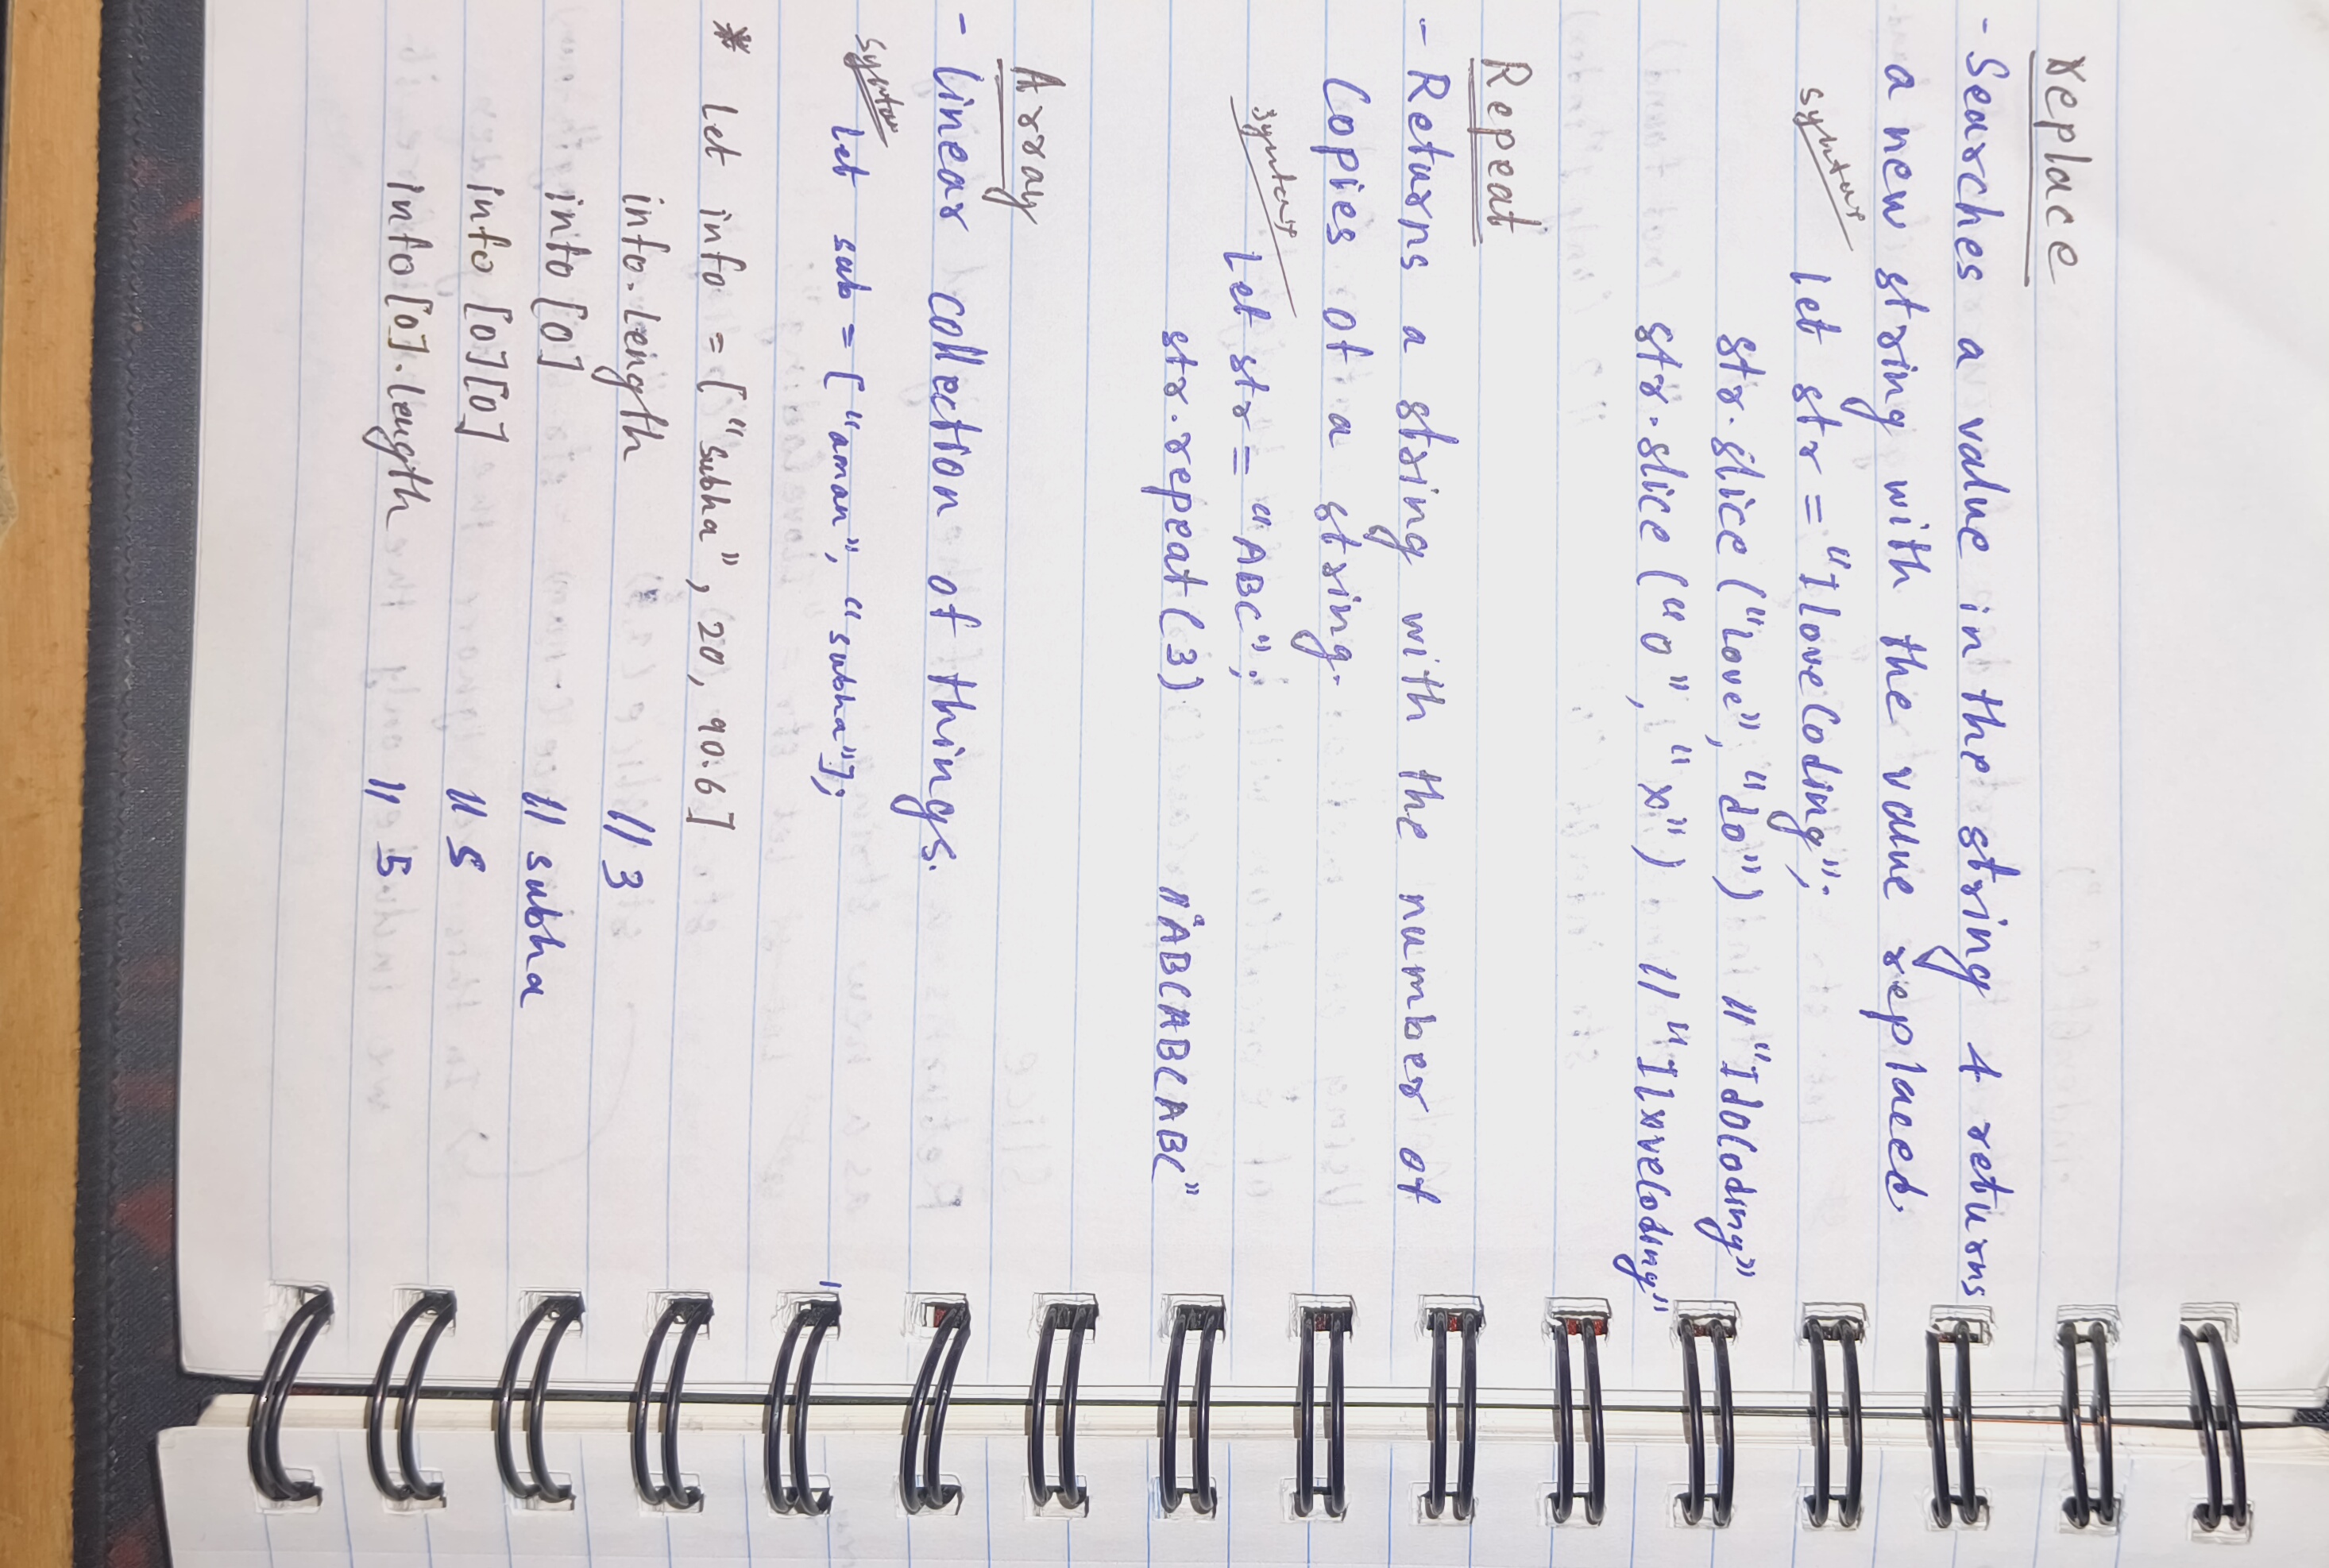 replace
- Searches a value in the string & returns
a new string with the value replaced
Syntax
let str = "IloveCoding";
str.slice ("Love", "do") // "IdoCoding"
str.slice ("o", "x") // "IlxveCoding"
Repeat
- Returns a string with the number of
Copies of a string.
Syntax
Let str = "ABC";
str.repeat (3) // "ABCABCABC"
Array
- linear collection of things.
Syntax
Let sub = [ "aman", "subha"];
* Let info = [ "subha", 20, 90.6 ]
info. Length // 3
info [0] // subha
info [0][0] // s
info [0]. Length // 5